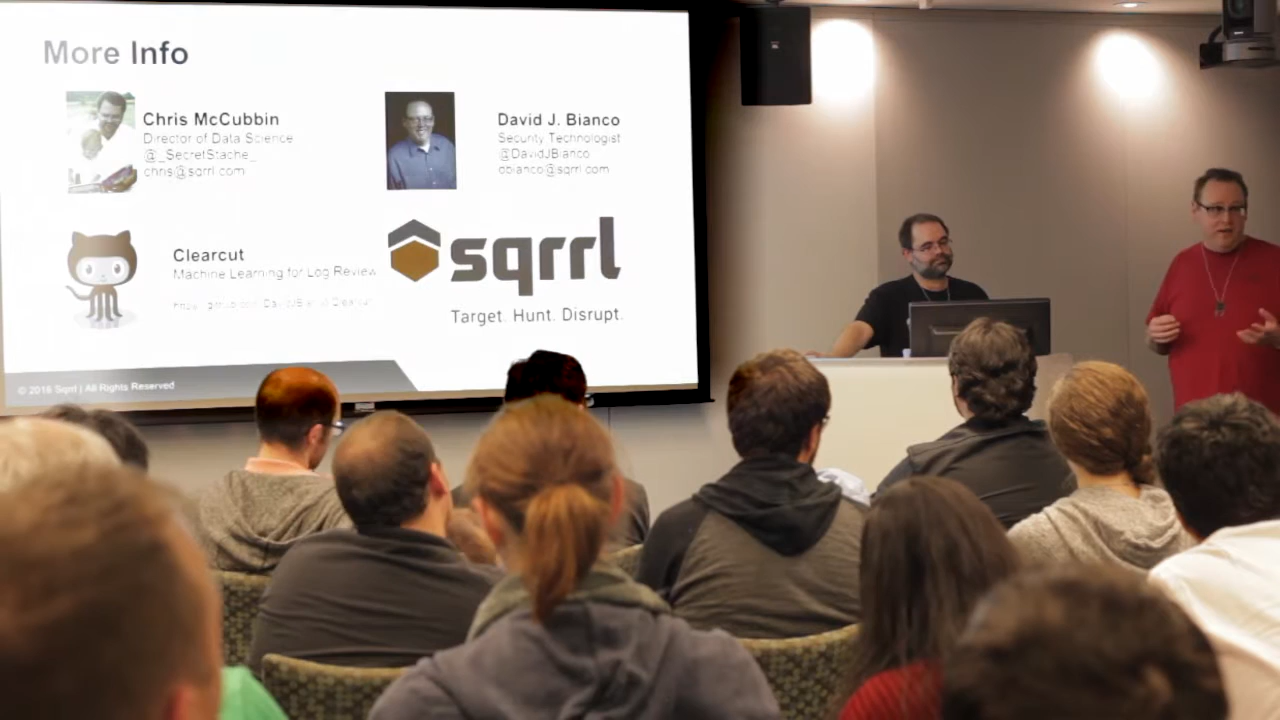 More Info
Chris McCubbin
Director of Data Science
@_SecretStache_
chris@sqrrl.com
David J. Bianco
Security Technologist
@DavidJBianco
dbianco@sqrrl.com
Clearcut
Machine Learning for Log Review
sqrrl
Target. Hunt. Disrupt.
© 2016 Sqrrl | All Rights Reserved